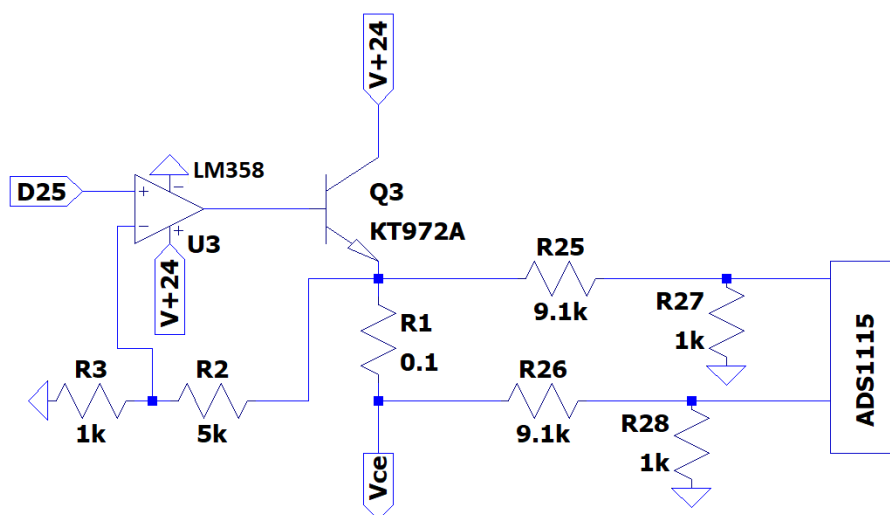 V+24
LM358
D25
+
−
−
+
U3
V+24
Q3
KT972A
R25
9.1k
R27
1k
R1
0.1
R3
1k
R2
5k
R26
9.1k
R28
1k
ADS1115
Vce